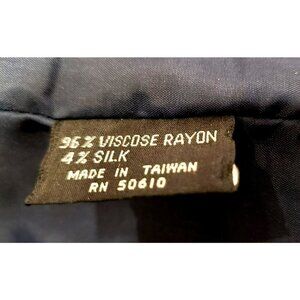 96% VISCOSE RAYON
4% SILK
MADE IN TAIWAN
RN 50610